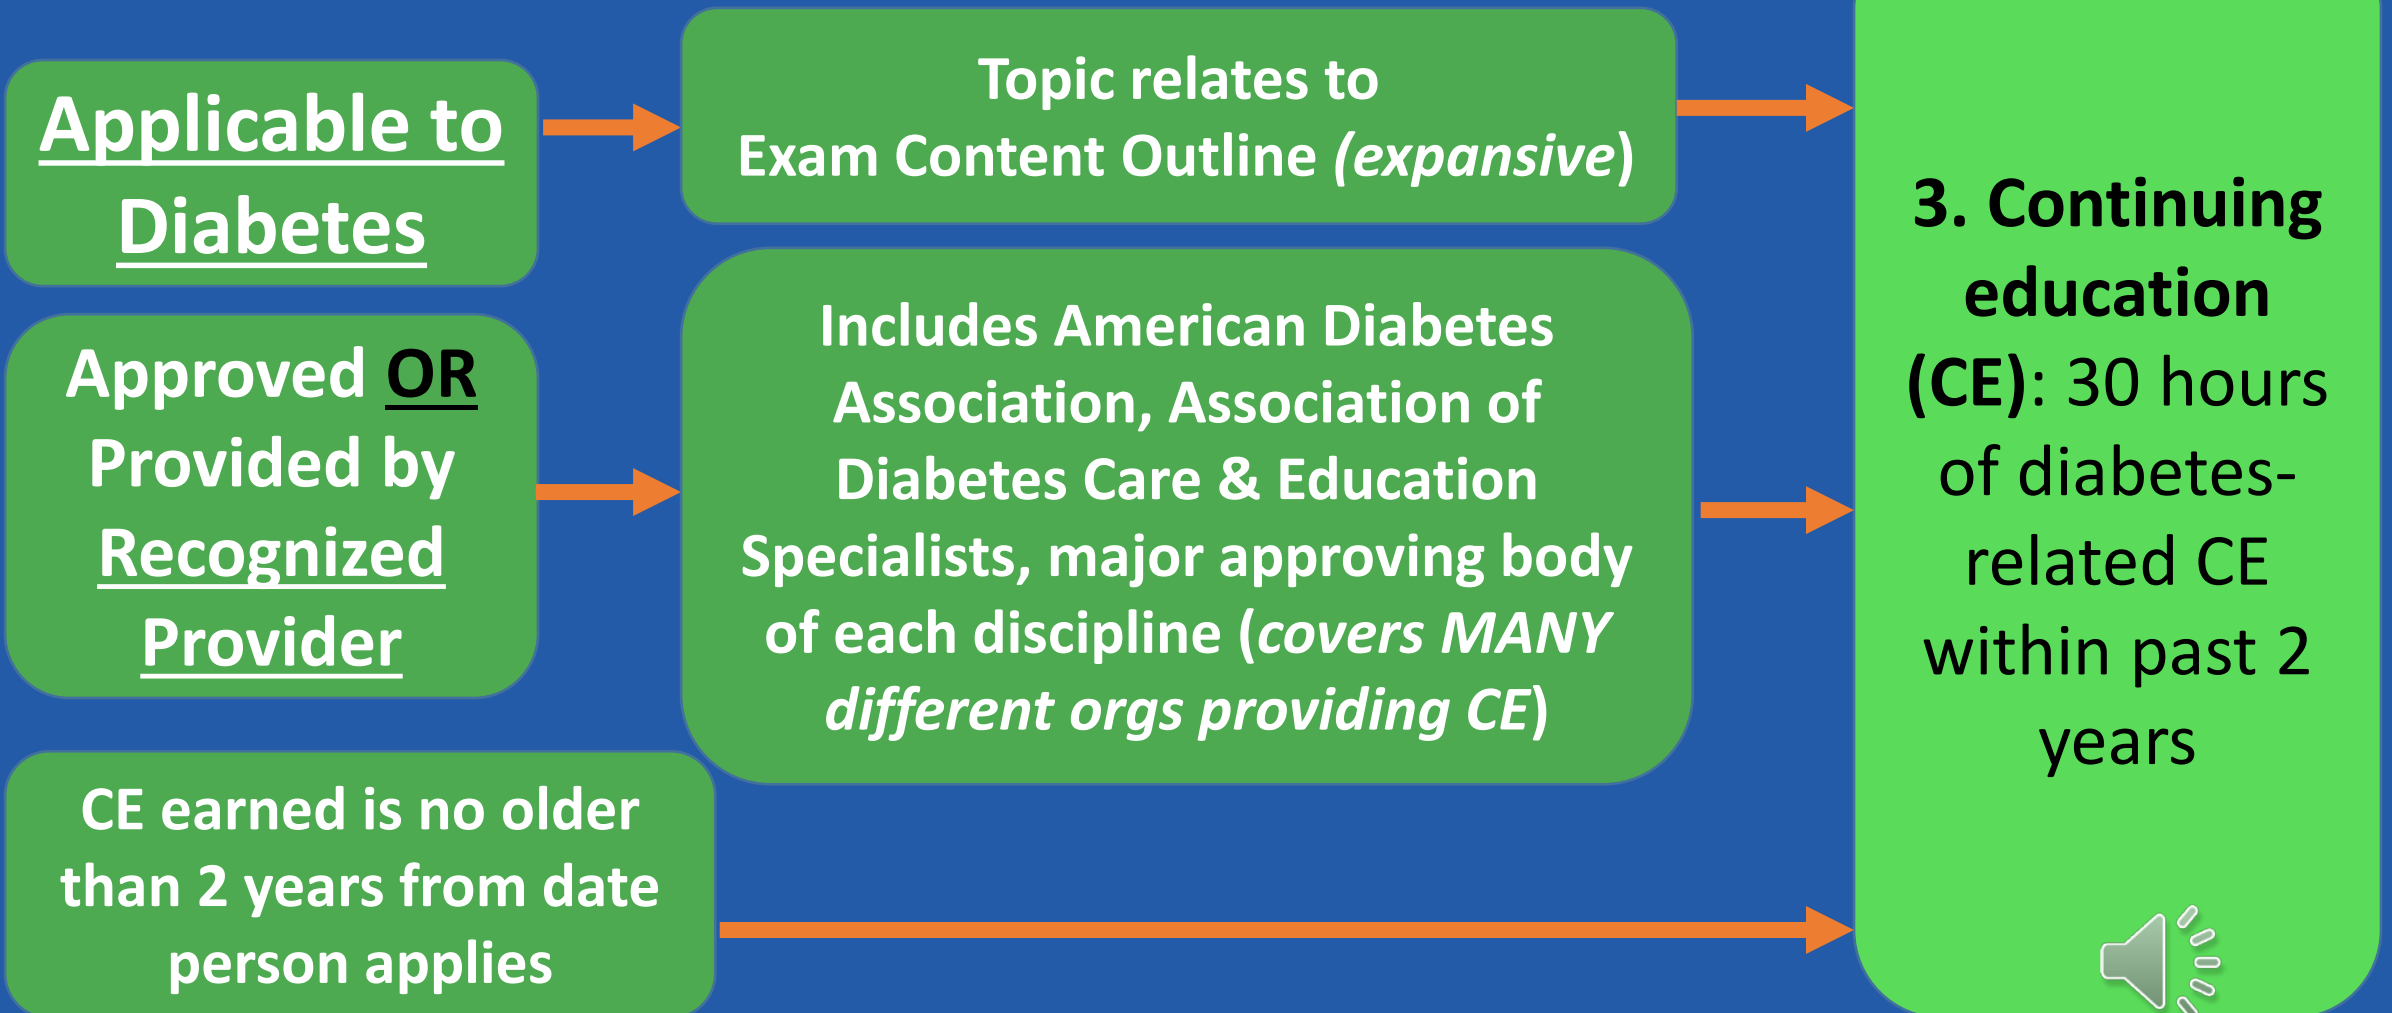 Applicable to
Diabetes
Topic relates to
Exam Content Outline (expansive)
Approved OR
Provided by
Recognized
Provider
Includes American Diabetes
Association, Association of
Diabetes Care & Education
Specialists, major approving body
of each discipline (covers MANY
different orgs providing CE)
CE earned is no older
than 2 years from date
person applies
3. Continuing
education
(CE): 30 hours
of diabetes-
related CE
within past 2
years